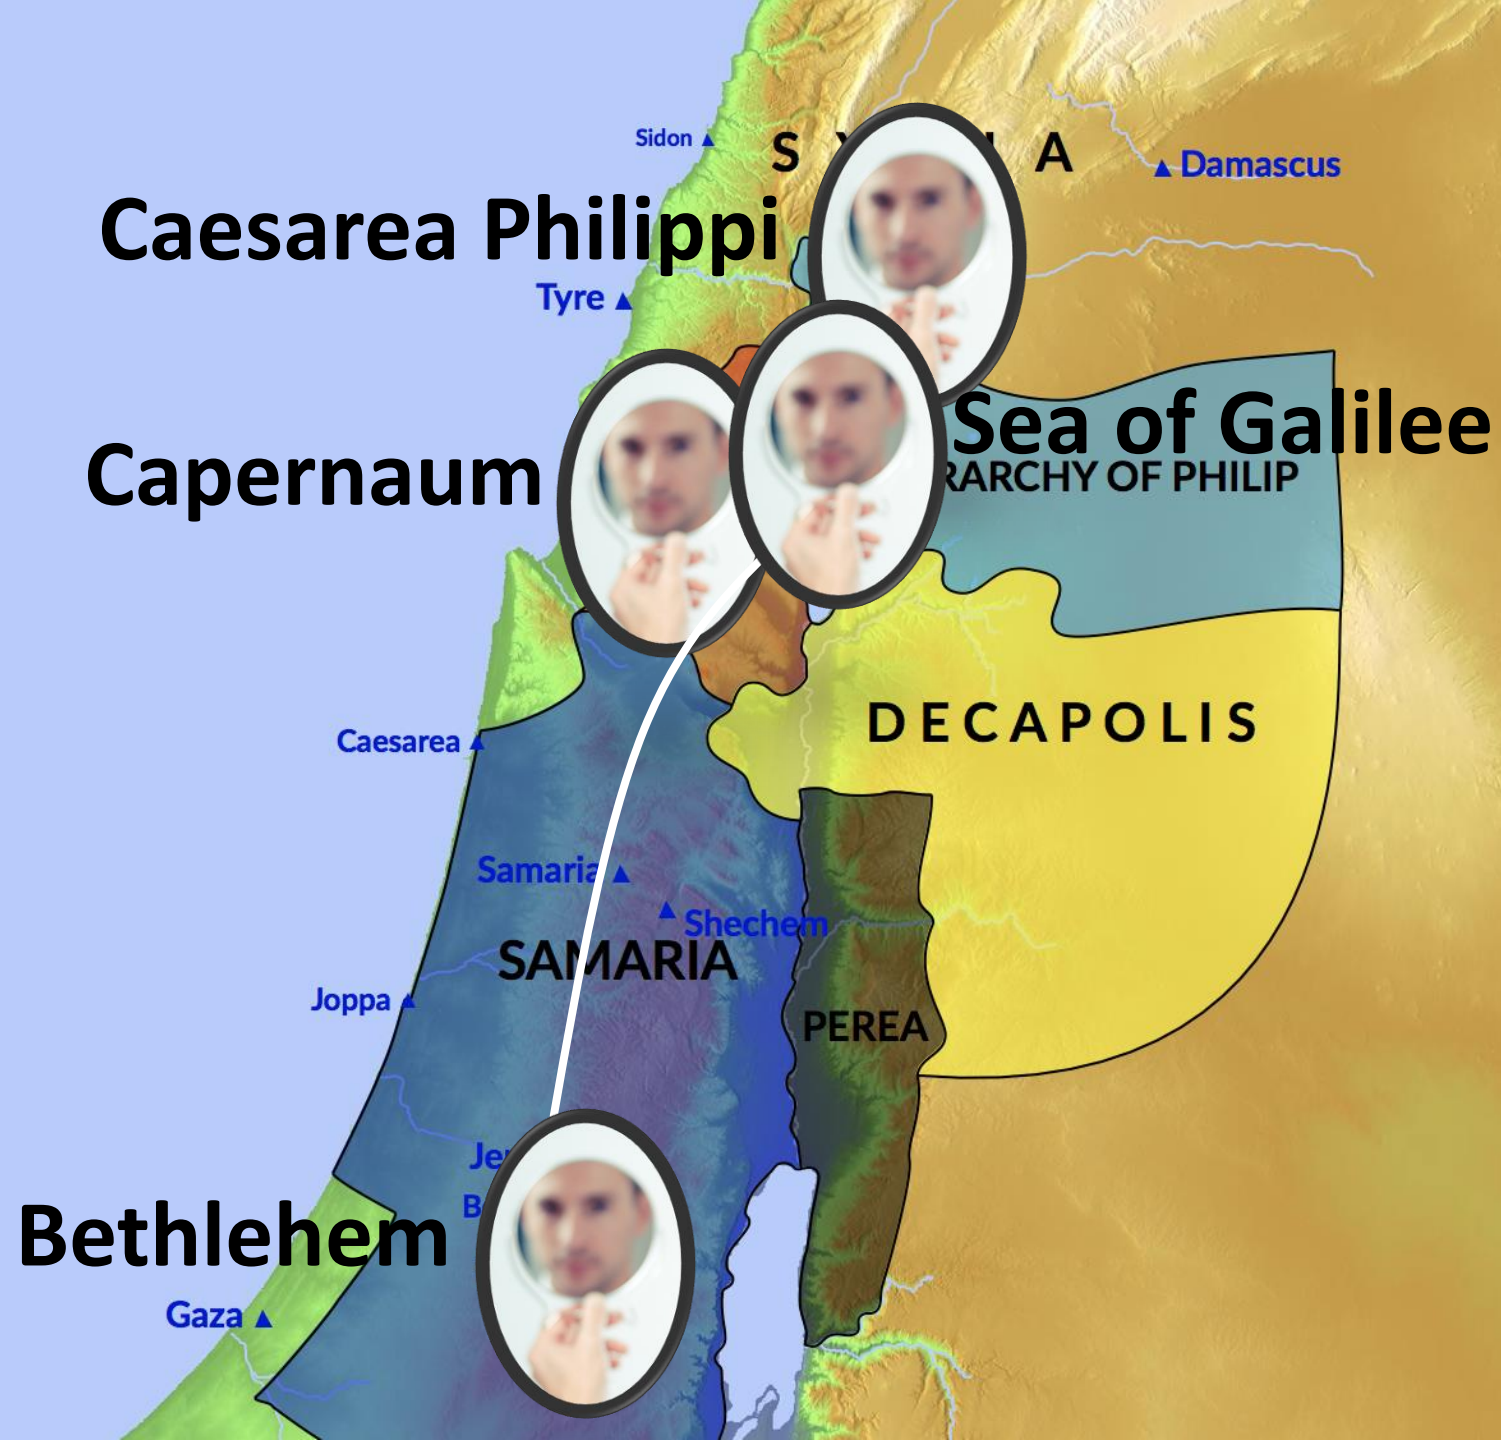 Sidon
S
A
Damascus
Caesarea Philippi
Tyre
Sea of Galilee
RARCHY OF PHILIP
Capernaum
DECAPOLIS
Caesarea
Samaria
Shechem
SAMARIA
Joppa
PEREA
Je
B
Bethlehem
Gaza